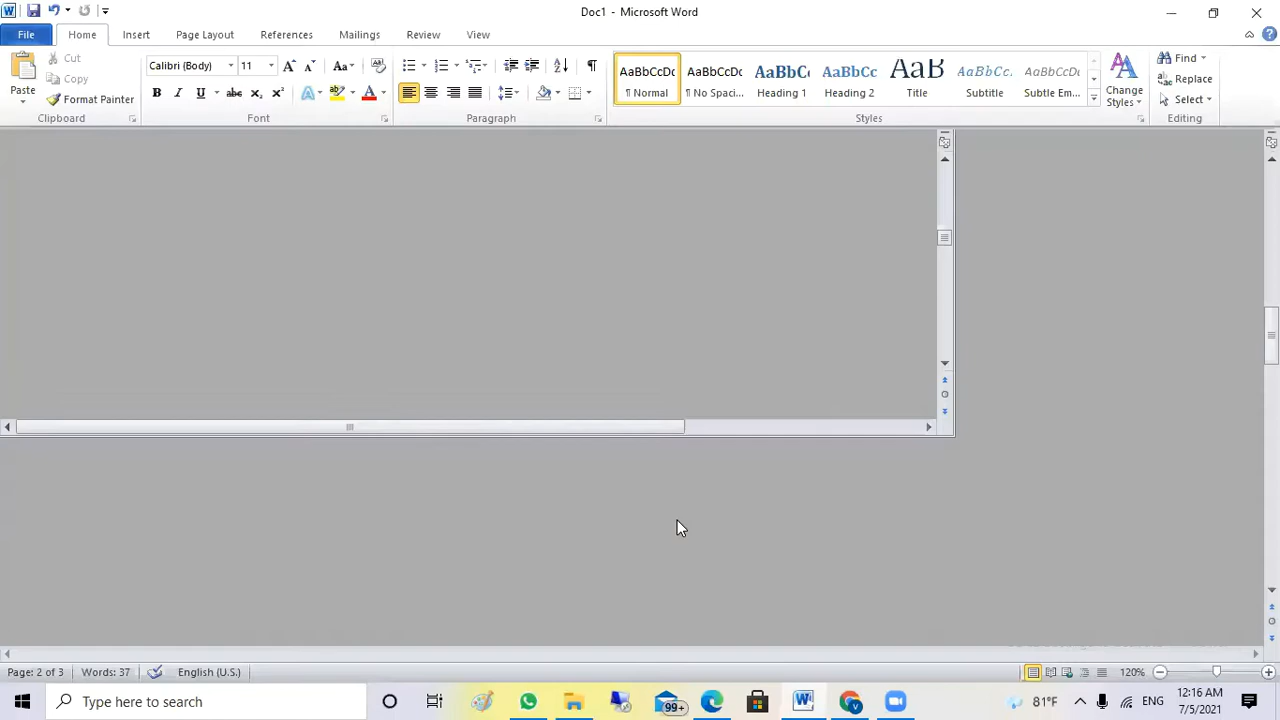 Doc1 - Microsoft Word
File Home Insert Page Layout References Mailings Review View
Paste
Cut
Copy
Format Painter
Clipboard
Calibri (Body) 11
Font
Paragraph
AaBbCcDc AaBbCcDc AaBbC AaBbCc AaB AaBbCc. AaBbCcDc
¶ Normal ¶ No Spaci... Heading 1 Heading 2 Title Subtitle Subtle Em...
Styles
Change Styles
Find
Replace
Select
Editing
Page: 2 of 3 Words: 37 English (U.S.) 120%
Type here to search
99+
81°F ENG
12:16 AM
7/5/2021